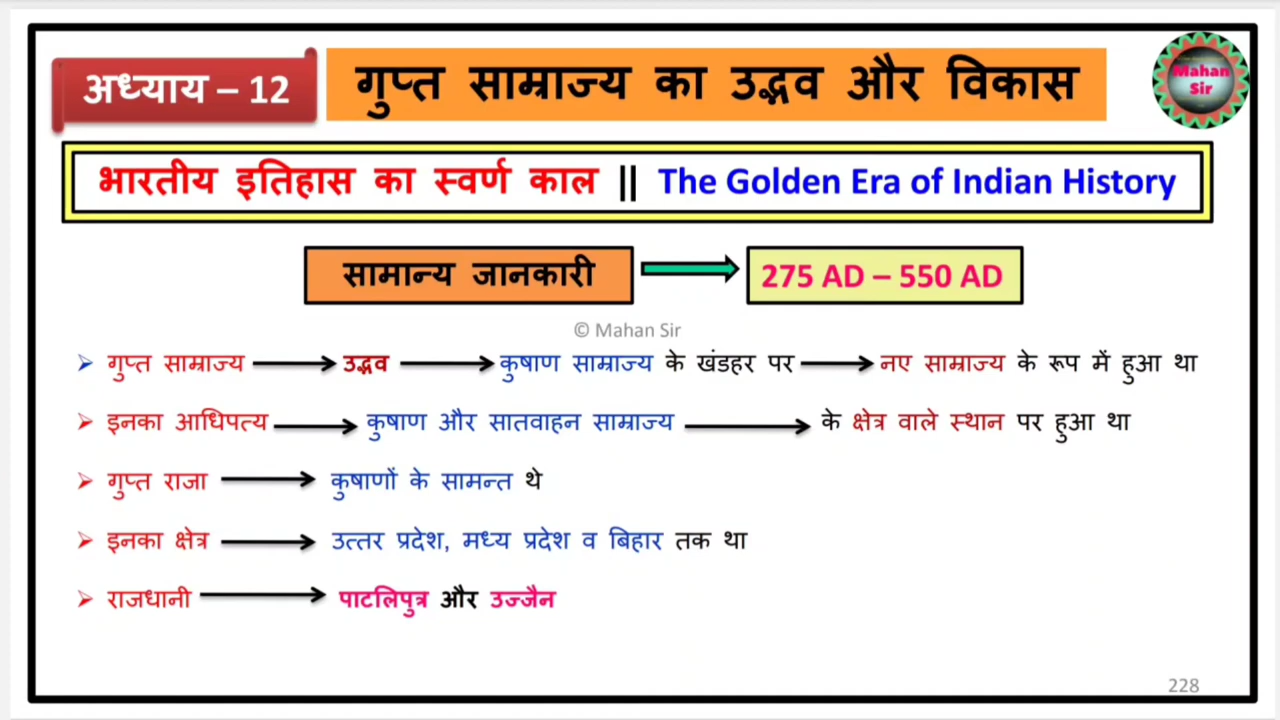 अध्याय – 12
गुप्त साम्राज्य का उद्भव और विकास
Mahan
Sir
भारतीय इतिहास का स्वर्ण काल || The Golden Era of Indian History
सामान्य जानकारी 275 AD – 550 AD
© Mahan Sir
गुप्त साम्राज्य उद्भव कुषाण साम्राज्य के खंडहर पर नए साम्राज्य के रूप में हुआ था
इनका आधिपत्य कुषाण और सातवाहन साम्राज्य के क्षेत्र वाले स्थान पर हुआ था
गुप्त राजा कुषाणों के सामन्त थे
इनका क्षेत्र उत्तर प्रदेश, मध्य प्रदेश व बिहार तक था
राजधानी पाटलिपुत्र और उज्जैन
228